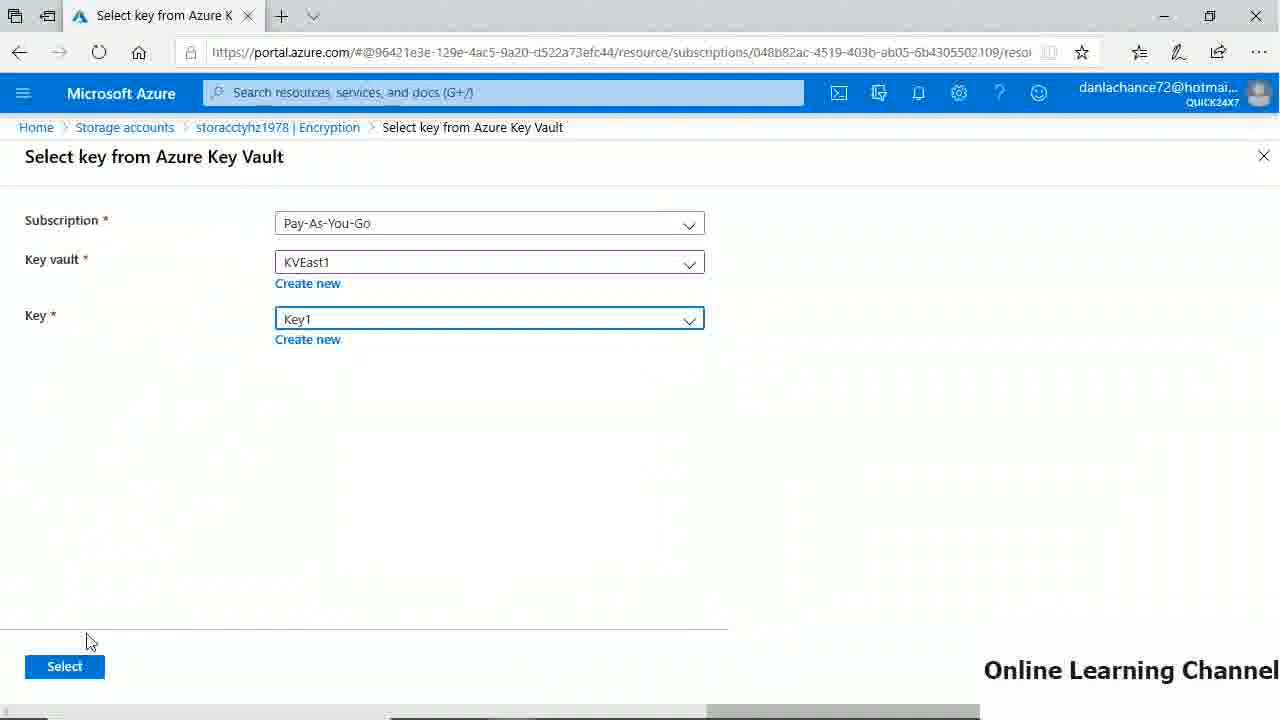 Select key from Azure K
https://portal.azure.com/#@96421e3e-129e-4ac5-9a20-d522a73efc44/resource/subscriptions/048b82ac-4519-403b-ab05-6b4305502109/resou
Microsoft Azure
Search resources, services, and docs (G+/)
danlachance72@hotmai...
QUICK24X7
Home > Storage accounts > storacctyhz1978 | Encryption > Select key from Azure Key Vault
Select key from Azure Key Vault
Subscription * Pay-As-You-Go
Key vault * KVEast1
Create new
Key * Key1
Create new
Select
Online Learning Channel